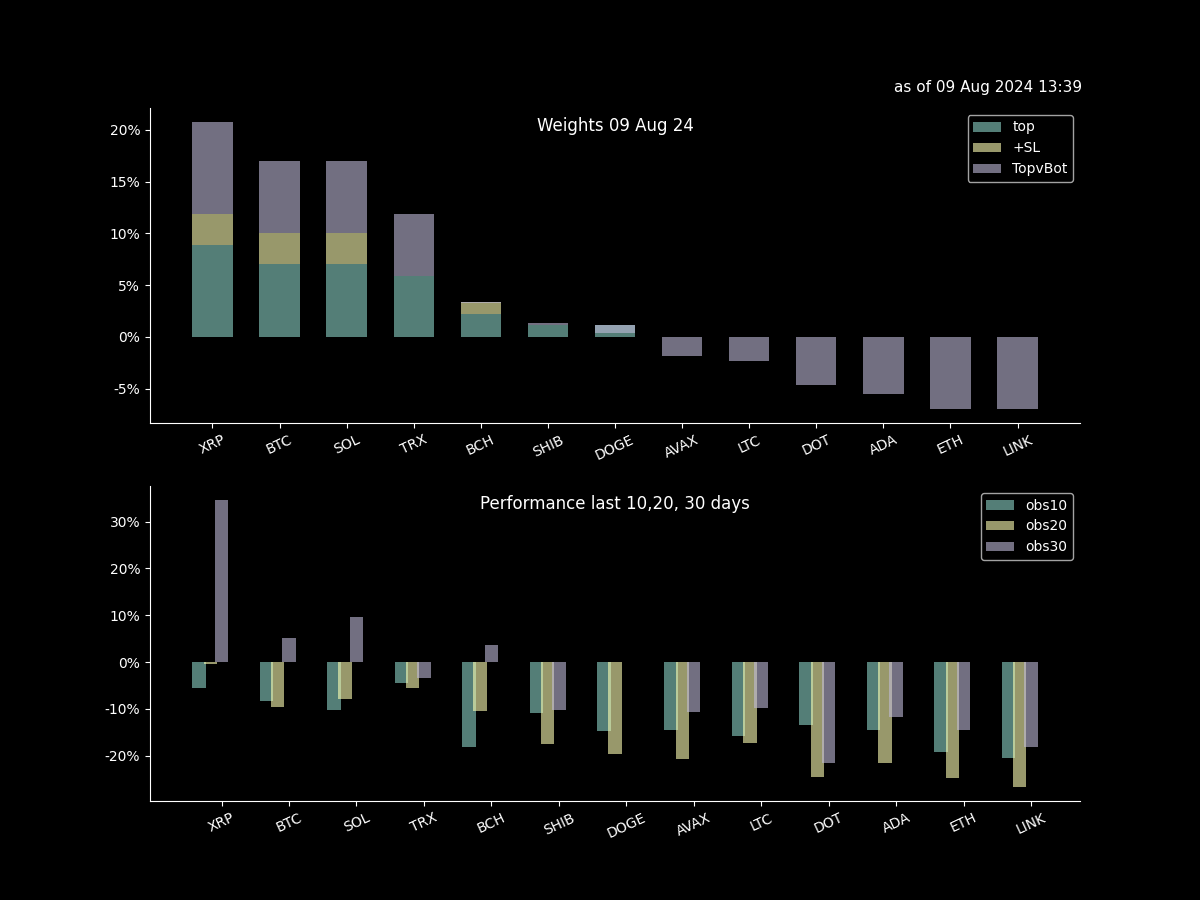 as of 09 Aug 2024 13:39
Weights 09 Aug 24
top
+SL
TopvBot
20%
15%
10%
5%
0%
-5%
XRP BTC SOL TRX BCH SHIB DOGE AVAX LTC DOT ADA ETH LINK
Performance last 10,20, 30 days
obs10
obs20
obs30
30%
20%
10%
0%
-10%
-20%
XRP BTC SOL TRX BCH SHIB DOGE AVAX LTC DOT ADA ETH LINK